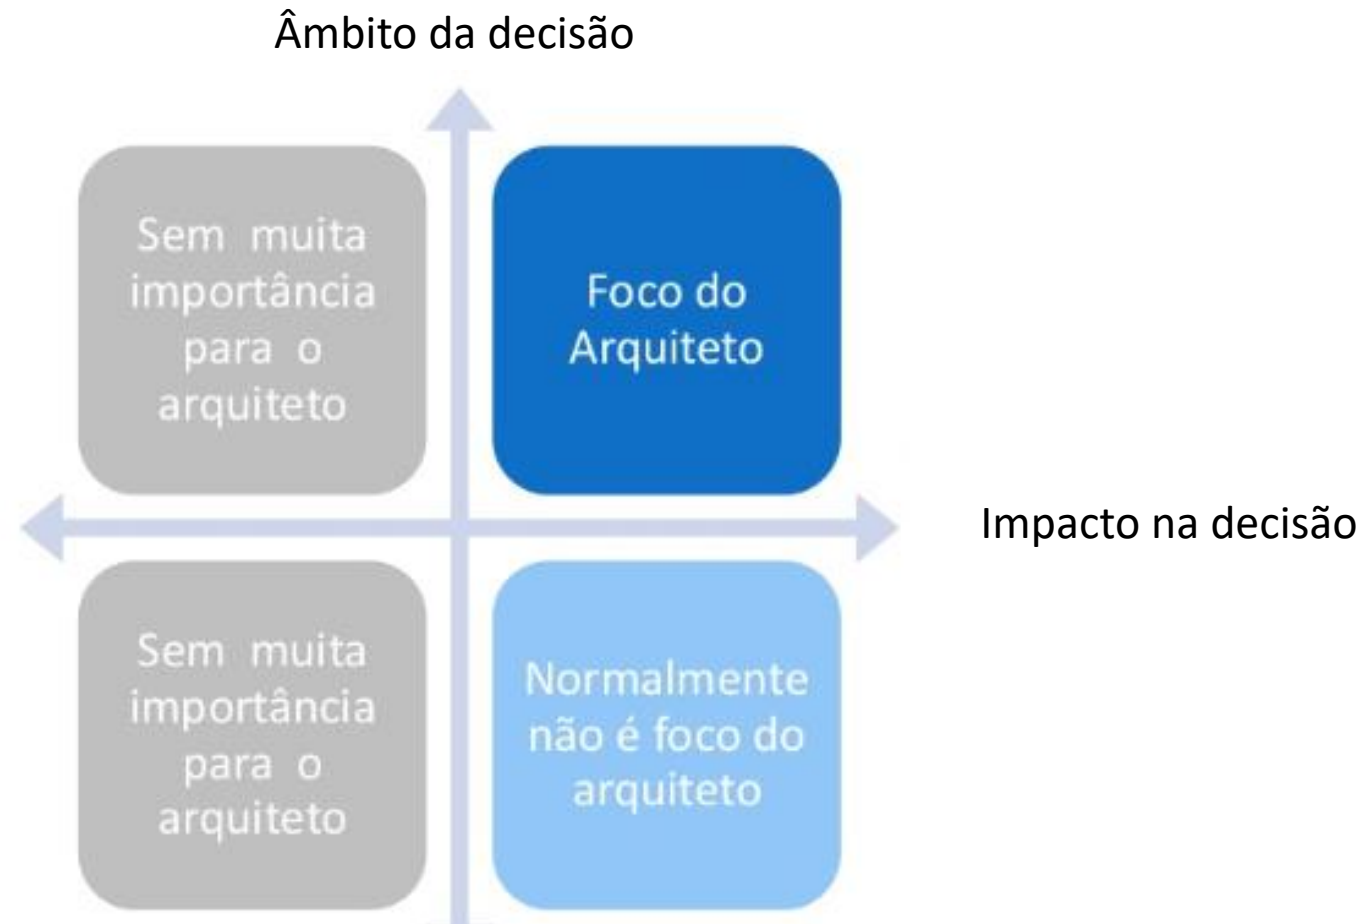 Âmbito da decisão
Sem muita
importância
para o
arquiteto
Foco do
Arquiteto
Impacto na decisão
Sem muita
importância
para o
arquiteto
Normalmente
não é foco do
arquiteto